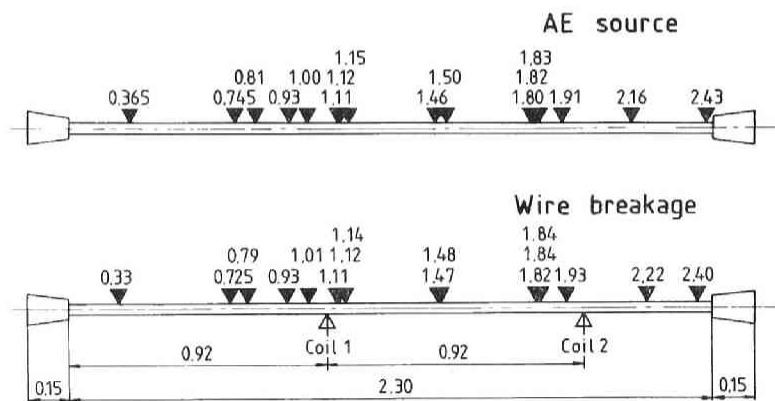 AE source
1.15 1.83
0.81 1.00 1.12 1.50 1.82
0.365 0.745 0.93 1.11 1.46 1.80 1.91 2.16 2.43
Wire breakage
1.14 1.84
0.79 1.01 1.12 1.48 1.84
0.33 0.725 0.93 1.11 1.47 1.82 1.93 2.22 2.40
Coil 1 Coil 2
0.92 0.92
0.15 2.30 0.15